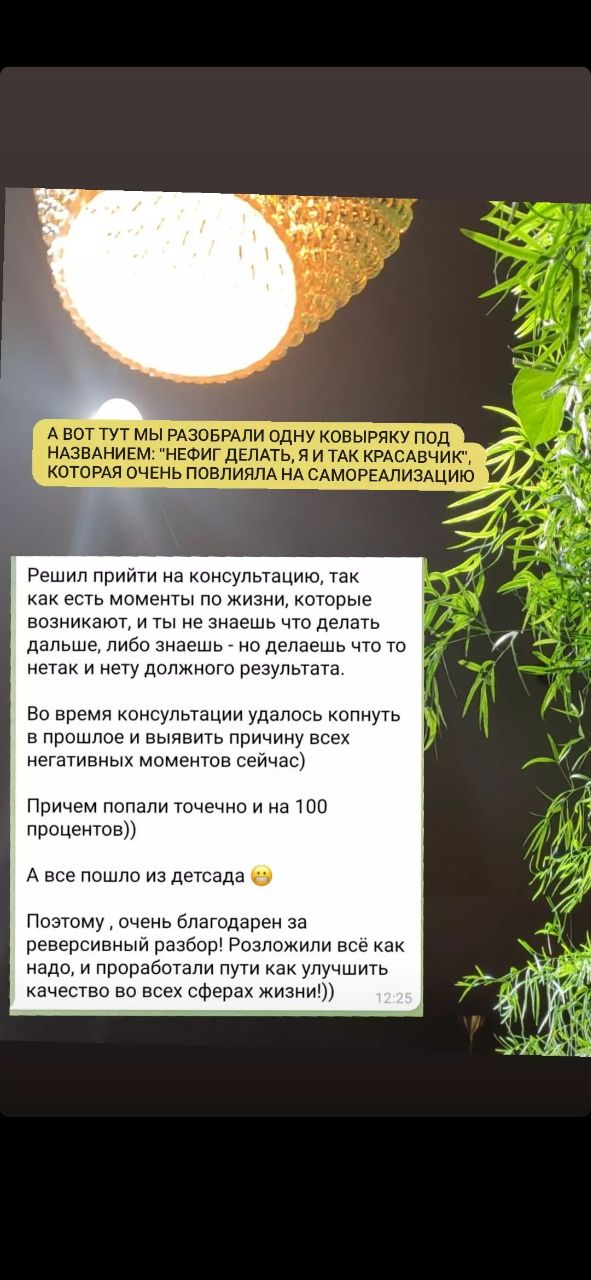 А ВОТ ТУТ МЫ РАЗОБРАЛИ ОДНУ КОВЫРЯКУ ПОД
НАЗВАНИЕМ: "НЕФИГ ДЕЛАТЬ, Я И ТАК КРАСАВЧИК",
КОТОРАЯ ОЧЕНЬ ПОВЛИЯЛА НА САМОРЕАЛИЗАЦИЮ
Решил прийти на консультацию, так
как есть моменты по жизни, которые
возникают, и ты не знаешь что делать
дальше, либо знаешь - но делаешь что то
нетак и нету должного результата.
Во время консультации удалось копнуть
в прошлое и выявить причину всех
негативных моментов сейчас)
Причем попали точечно и на 100
процентов))
А все пошло из детсада 😬
Поэтому , очень благодарен за
реверсивный разбор! Розложили всё как
надо, и проработали пути как улучшить
качество во всех сферах жизни!))
12:25